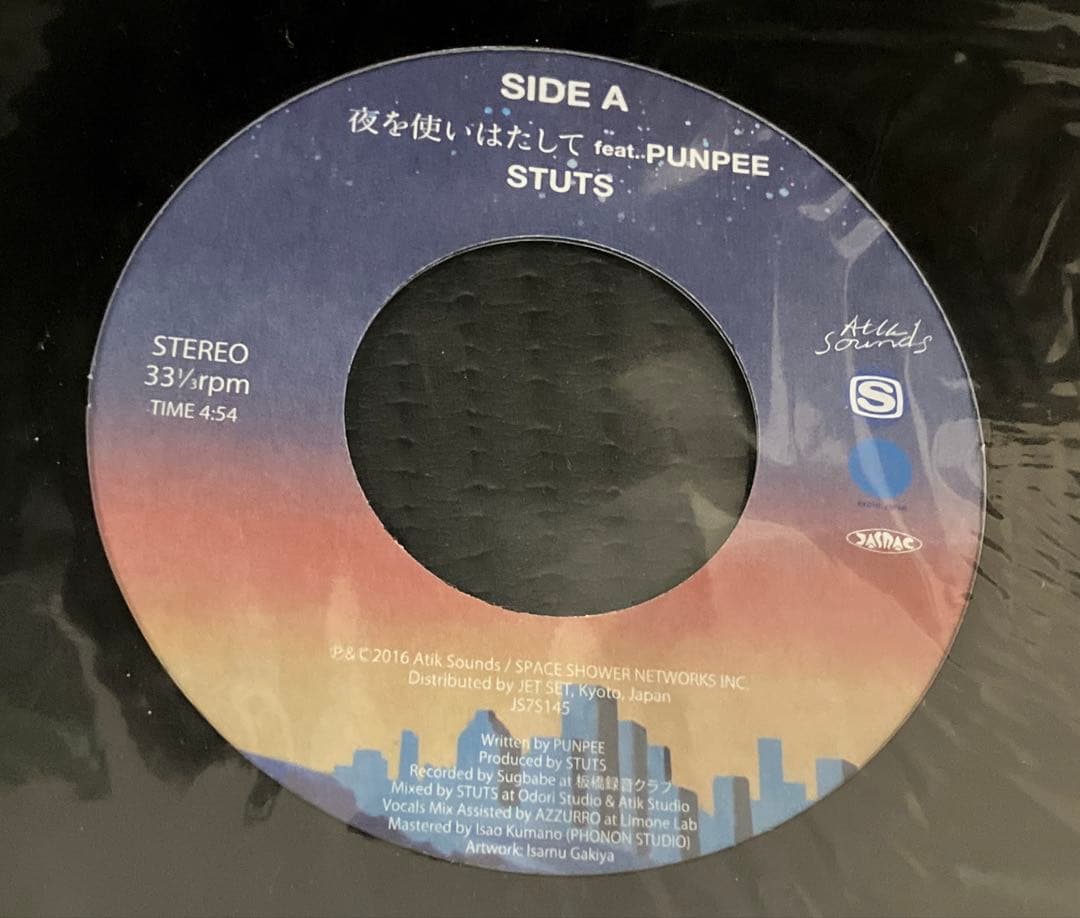 SIDE A
夜を使いはたして feat. PUNPEE
STUTS
STEREO
33⅓rpm
TIME 4:54
Atik
Sounds
S
JASRAC
Ⓟ&Ⓒ2016 Atik Sounds / SPACE SHOWER NETWORKS INC.
Distributed by JET SET, Kyoto, Japan
JS7S145
Written by PUNPEE
Produced by STUTS
Recorded by Sugbabe at 板橋録音クラブ
Mixed by STUTS at Odori Studio & Atik Studio
Vocals Mix Assisted by AZZURRO at Limone Lab
Mastered by Isao Kumano (PHONON STUDIO)
Artwork: Isamu Gakiya